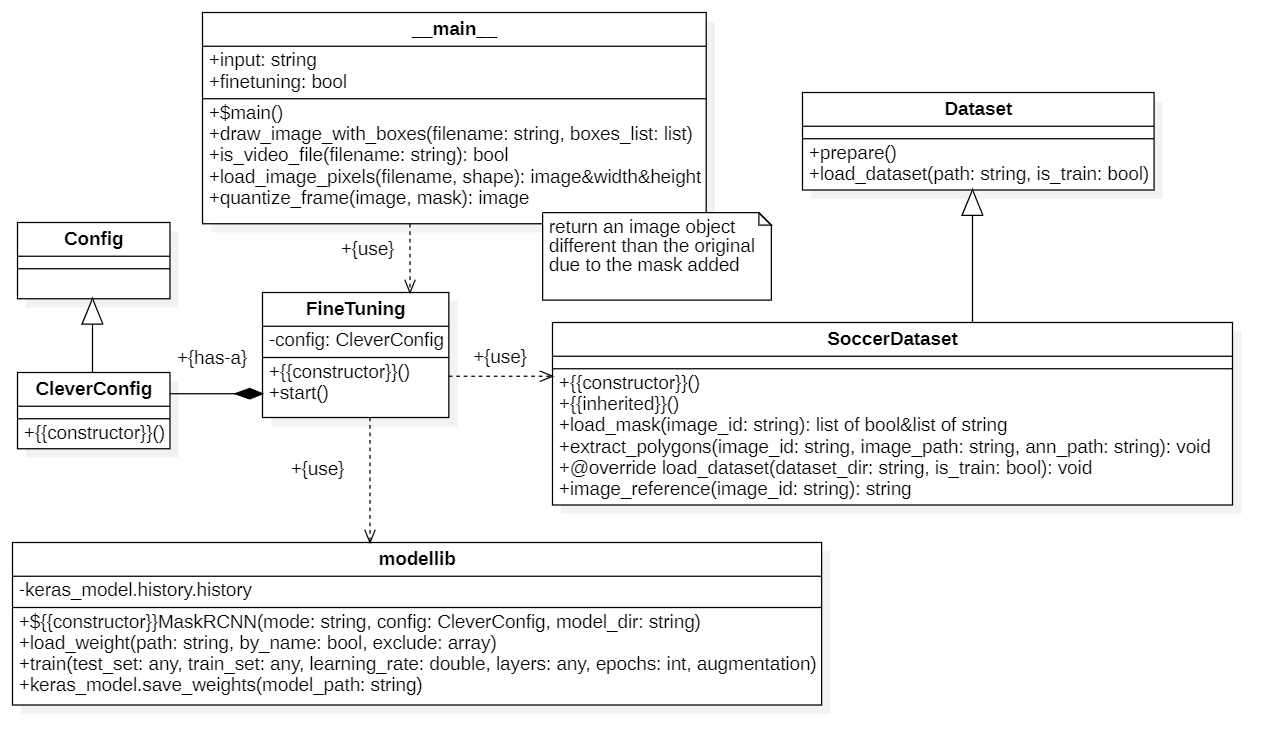 __main__
+input: string
+finetuning: bool
+$main()
+draw_image_with_boxes(filename: string, boxes_list: list)
+is_video_file(filename: string): bool
+load_image_pixels(filename, shape): image&width&height
+quantize_frame(image, mask): image
return an image object
different than the original
due to the mask added
Dataset
+prepare()
+load_dataset(path: string, is_train: bool)
Config
+{use}
FineTuning
-config: CleverConfig
+{{constructor}}()
+start()
+{has-a}
CleverConfig
+{{constructor}}()
+{use}
SoccerDataset
+{{constructor}}()
+{{inherited}}()
+load_mask(image_id: string): list of bool&list of string
+extract_polygons(image_id: string, image_path: string, ann_path: string): void
+@override load_dataset(dataset_dir: string, is_train: bool): void
+image_reference(image_id: string): string
+{use}
modellib
-keras_model.history.history
+${{constructor}}MaskRCNN(mode: string, config: CleverConfig, model_dir: string)
+load_weight(path: string, by_name: bool, exclude: array)
+train(test_set: any, train_set: any, learning_rate: double, layers: any, epochs: int, augmentation)
+keras_model.save_weights(model_path: string)